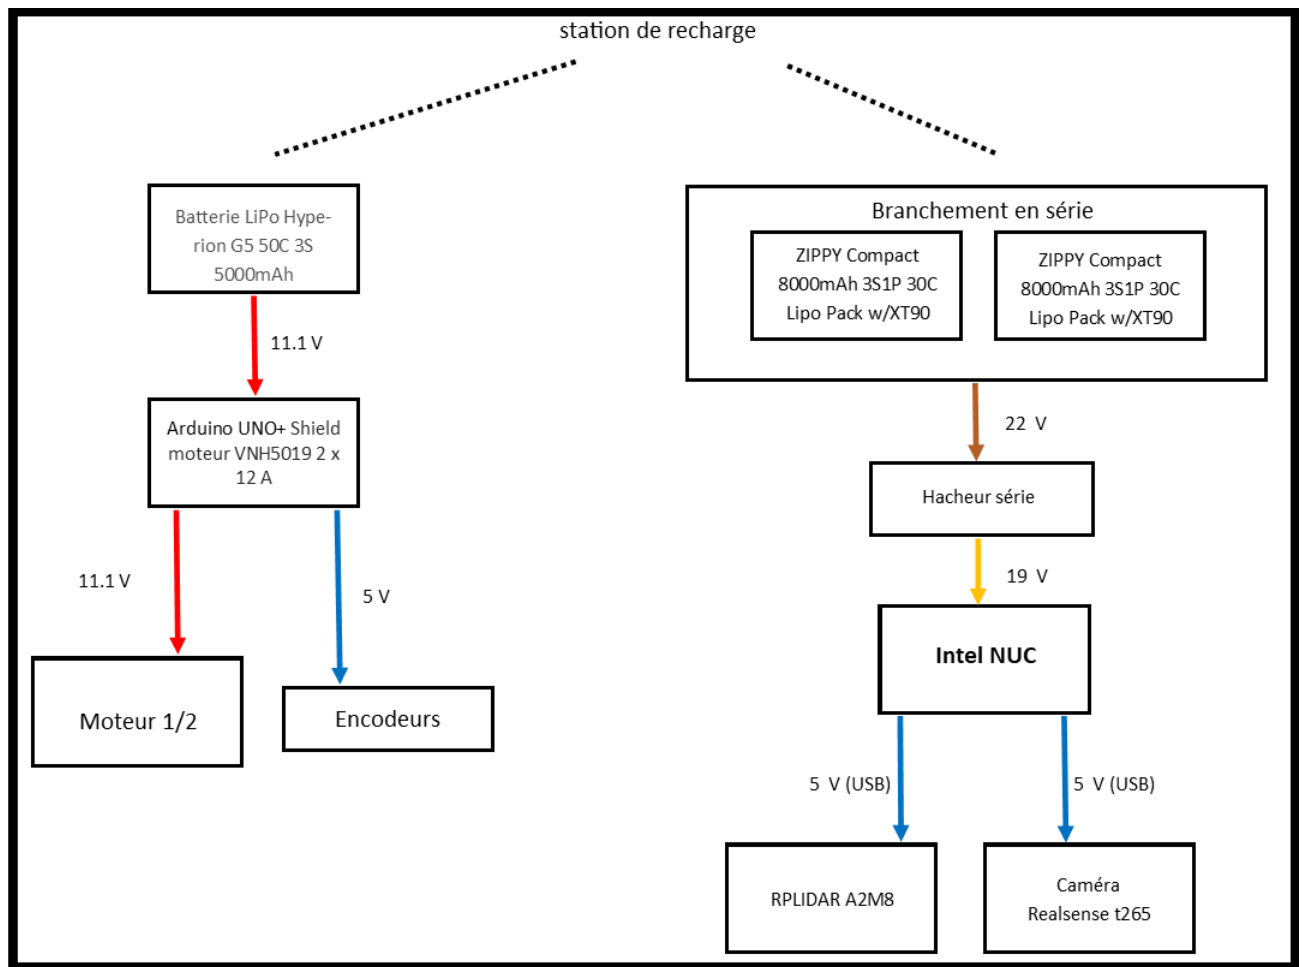 station de recharge
Batterie LiPo Hype-
rion G5 50C 3S
5000mAh
11.1 V
Arduino UNO+ Shield
moteur VNH5019 2 x
12 A
11.1 V
5 V
Moteur 1/2
Encodeurs
Branchement en série
ZIPPY Compact
8000mAh 3S1P 30C
Lipo Pack w/XT90
ZIPPY Compact
8000mAh 3S1P 30C
Lipo Pack w/XT90
22 V
Hacheur série
19 V
Intel NUC
5 V (USB)
5 V (USB)
RPLIDAR A2M8
Caméra
Realsense t265